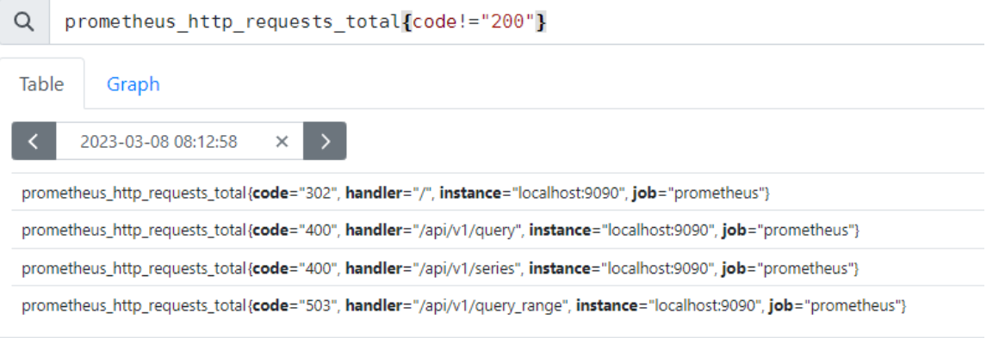 prometheus_http_requests_total{code!="200"}
Table Graph
2023-03-08 08:12:58
prometheus_http_requests_total{code="302", handler="/", instance="localhost:9090", job="prometheus"}
prometheus_http_requests_total{code="400", handler="/api/v1/query", instance="localhost:9090", job="prometheus"}
prometheus_http_requests_total{code="400", handler="/api/v1/series", instance="localhost:9090", job="prometheus"}
prometheus_http_requests_total{code="503", handler="/api/v1/query_range", instance="localhost:9090", job="prometheus"}